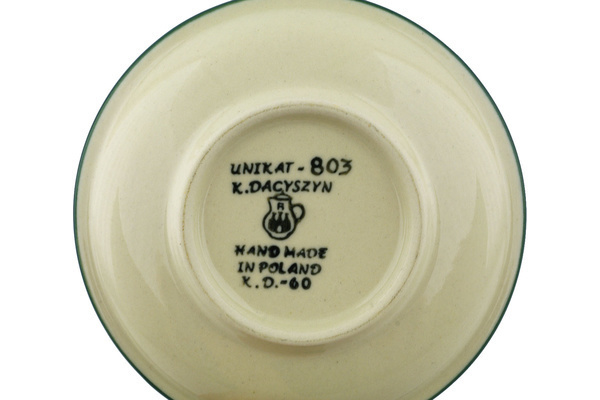 UNIKAT - 803
K.DACYSZYN
R
HAND MADE
IN POLAND
K.D.-60